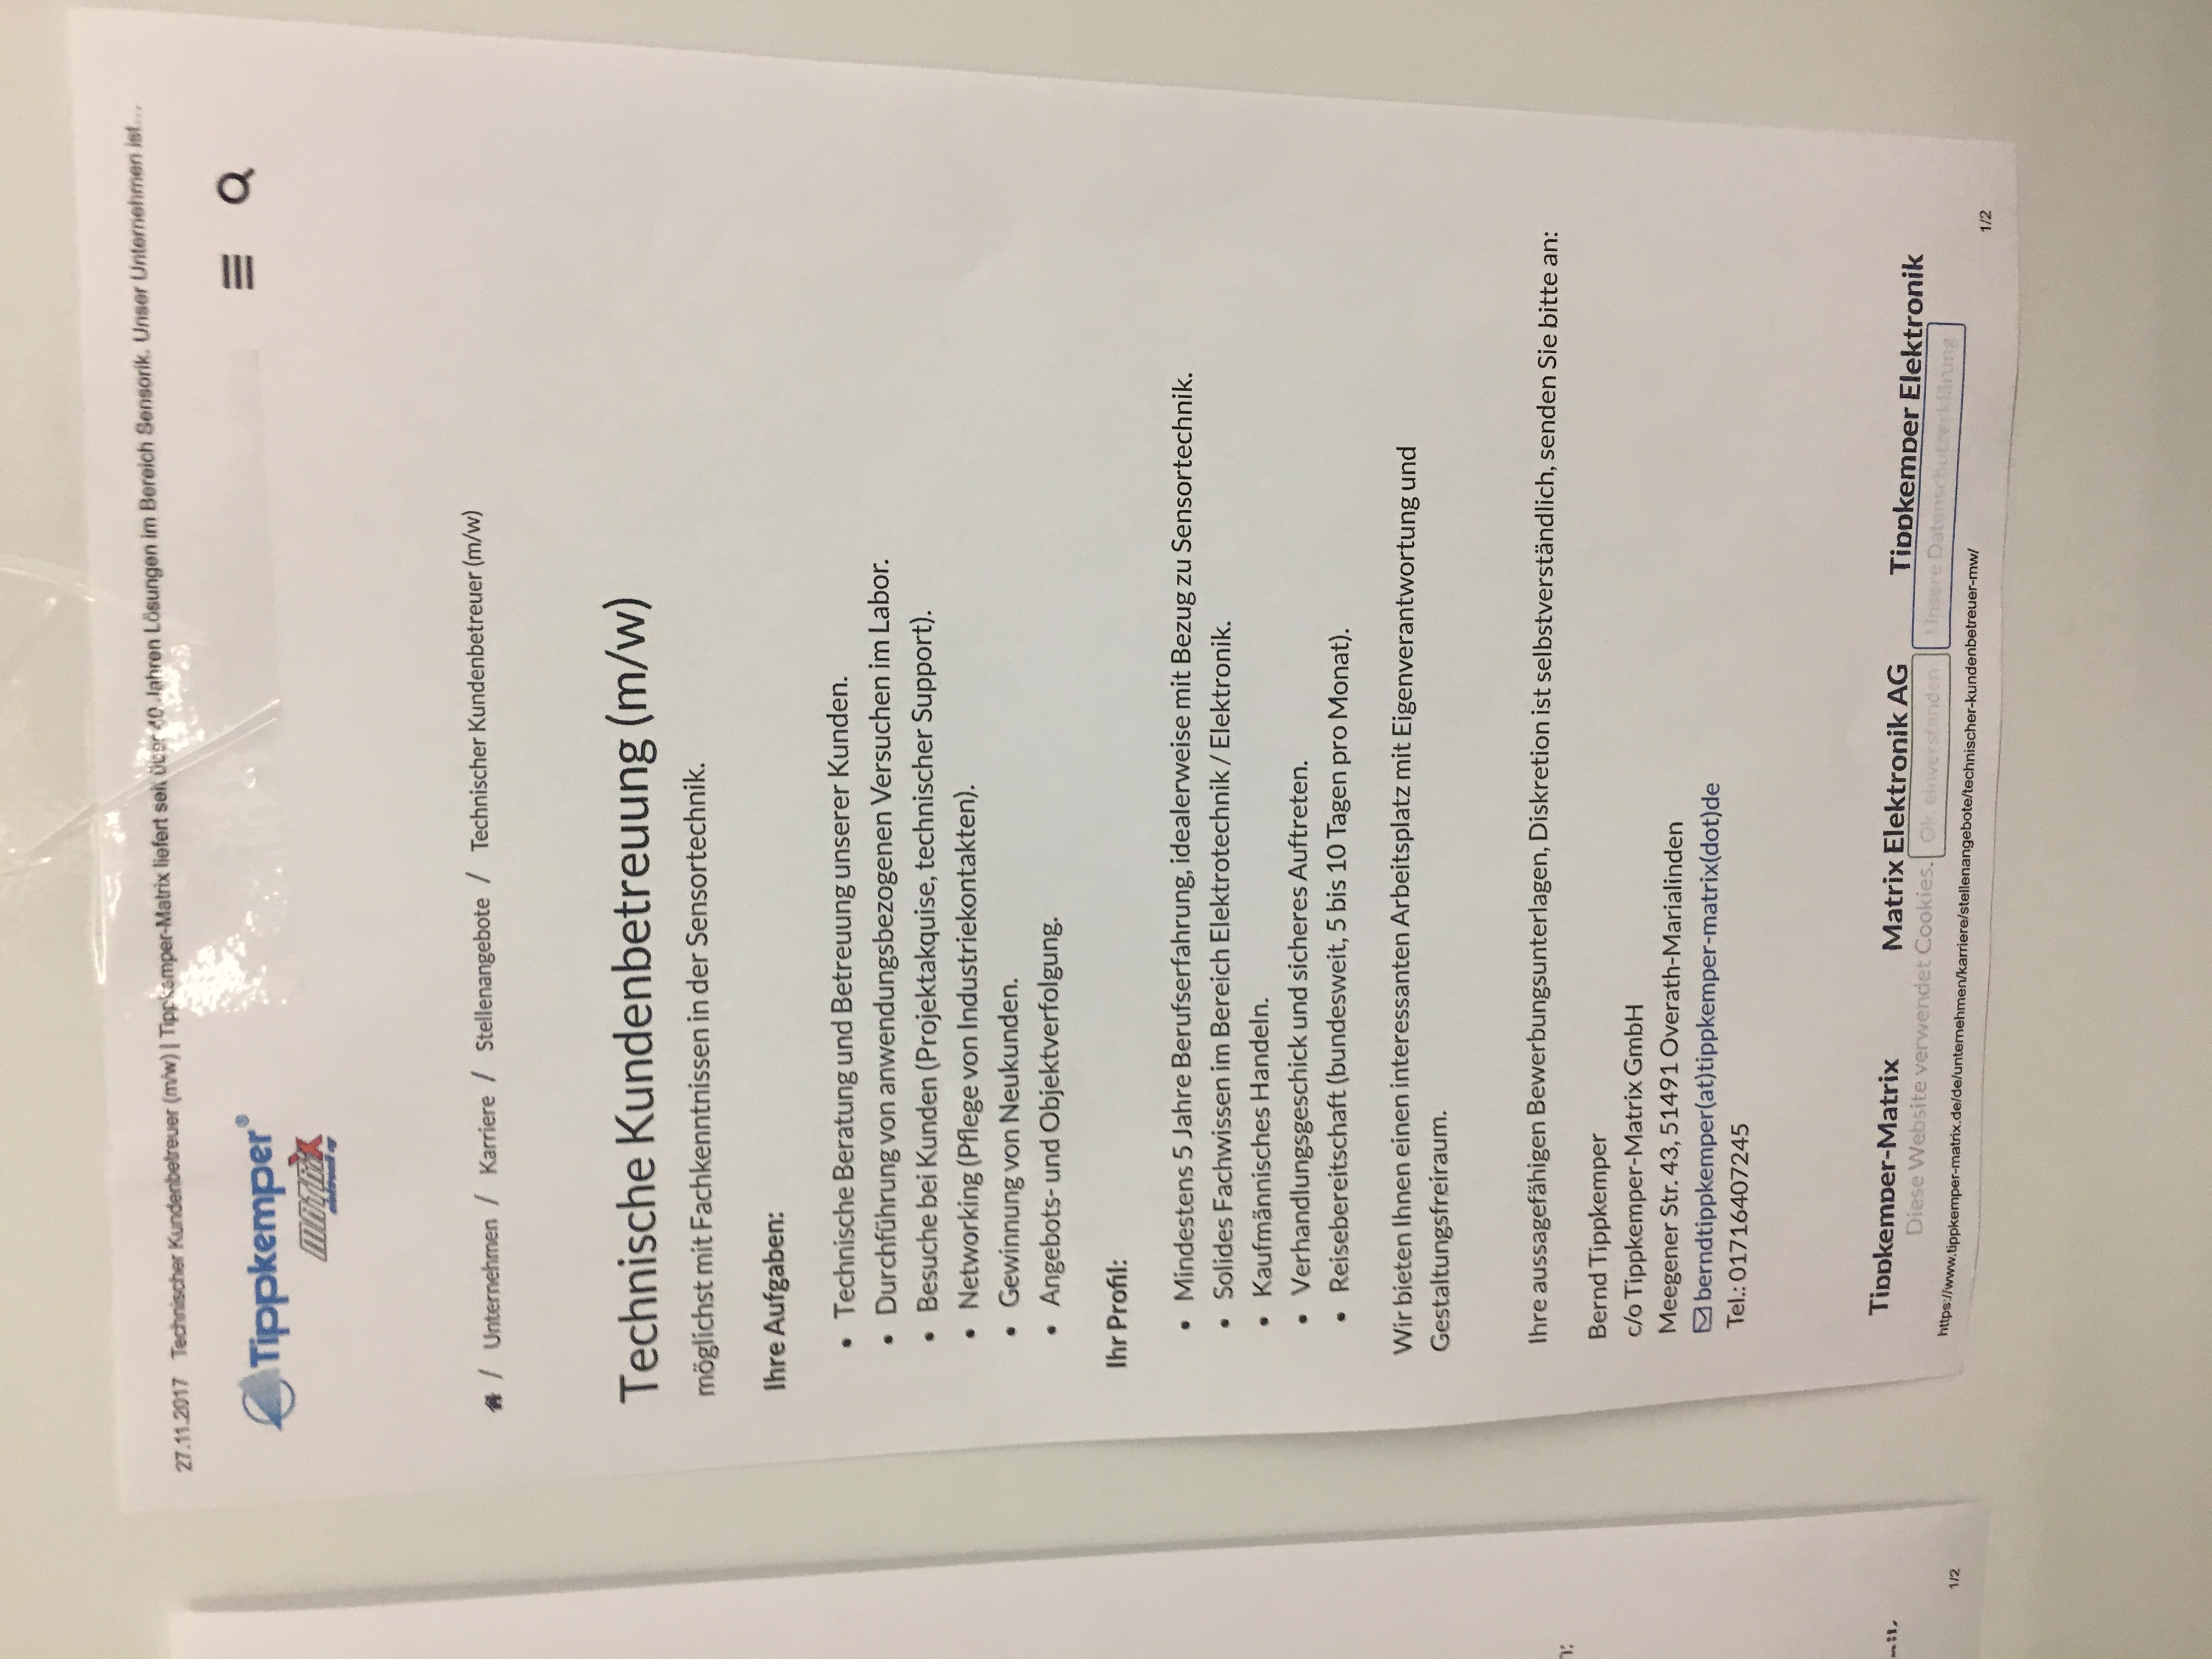 27.11.2017 Technischer Kundenbetreuer (m/w) | Tippkemper-Matrix liefert seit über 40 Jahren Lösungen im Bereich Sensorik. Unser Unternehmen ist…
Tippkemper®
MATRIX
elektronik ag
/ Unternehmen / Karriere / Stellenangebote / Technischer Kundenbetreuer (m/w)
Technische Kundenbetreuung (m/w)
möglichst mit Fachkenntnissen in der Sensortechnik.
Ihre Aufgaben:
• Technische Beratung und Betreuung unserer Kunden.
• Durchführung von anwendungsbezogenen Versuchen im Labor.
• Besuche bei Kunden (Projektakquise, technischer Support).
• Networking (Pflege von Industriekontakten).
• Gewinnung von Neukunden.
• Angebots- und Objektverfolgung.
Ihr Profil:
• Mindestens 5 Jahre Berufserfahrung, idealerweise mit Bezug zu Sensortechnik.
• Solides Fachwissen im Bereich Elektrotechnik / Elektronik.
• Kaufmännisches Handeln.
• Verhandlungsgeschick und sicheres Auftreten.
• Reisebereitschaft (bundesweit, 5 bis 10 Tagen pro Monat).
Wir bieten Ihnen einen interessanten Arbeitsplatz mit Eigenverantwortung und
Gestaltungsfreiraum.
Ihre aussagefähigen Bewerbungsunterlagen, Diskretion ist selbstverständlich, senden Sie bitte an:
Bernd Tippkemper
c/o Tippkemper-Matrix GmbH
Meegener Str. 43, 51491 Overath-Marialinden
berndtippkemper(at)tippkemper-matrix(dot)de
Tel.: 01716407245
Tippkemper-Matrix Matrix Elektronik AG Tippkemper Elektronik
Diese Website verwendet Cookies. Ok, einverstanden Unsere Datenschutzerklärung
https://www.tippkemper-matrix.de/de/unternehmen/karriere/stellenangebote/technischer-kundenbetreuer-mw/
1/2
1/2